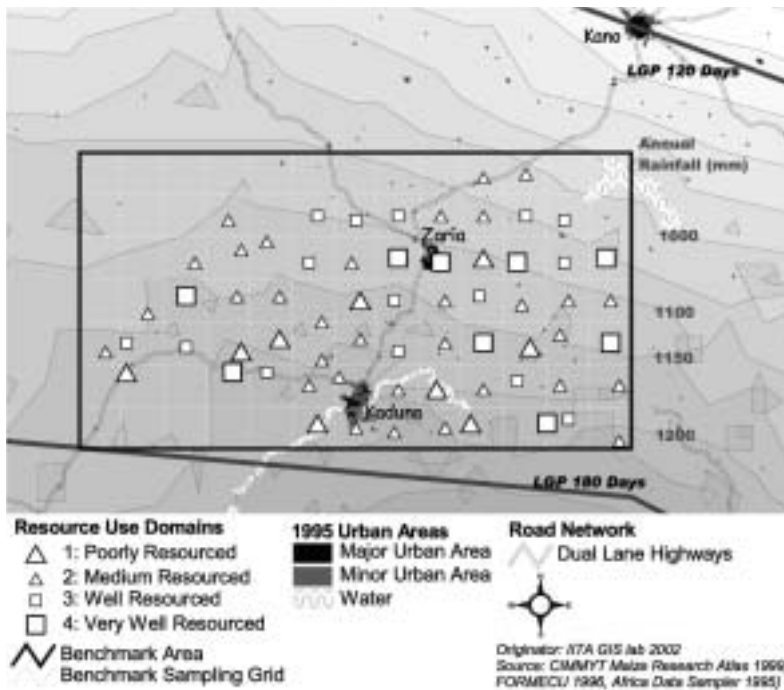 Kano
LGP 120 Days
Annual
Rainfall (mm)
Zaria
1000
1100
1150
Kaduna
1200
LGP 180 Days
Resource Use Domains
1: Poorly Resourced
2: Medium Resourced
3: Well Resourced
4: Very Well Resourced
Benchmark Area
Benchmark Sampling Grid
1995 Urban Areas
Major Urban Area
Minor Urban Area
Water
Road Network
Dual Lane Highways
Originator: IITA GIS lab 2002
Source: CIMMYT Maize Research Atlas 1999
FORMECU 1996, Africa Data Sampler 1995)